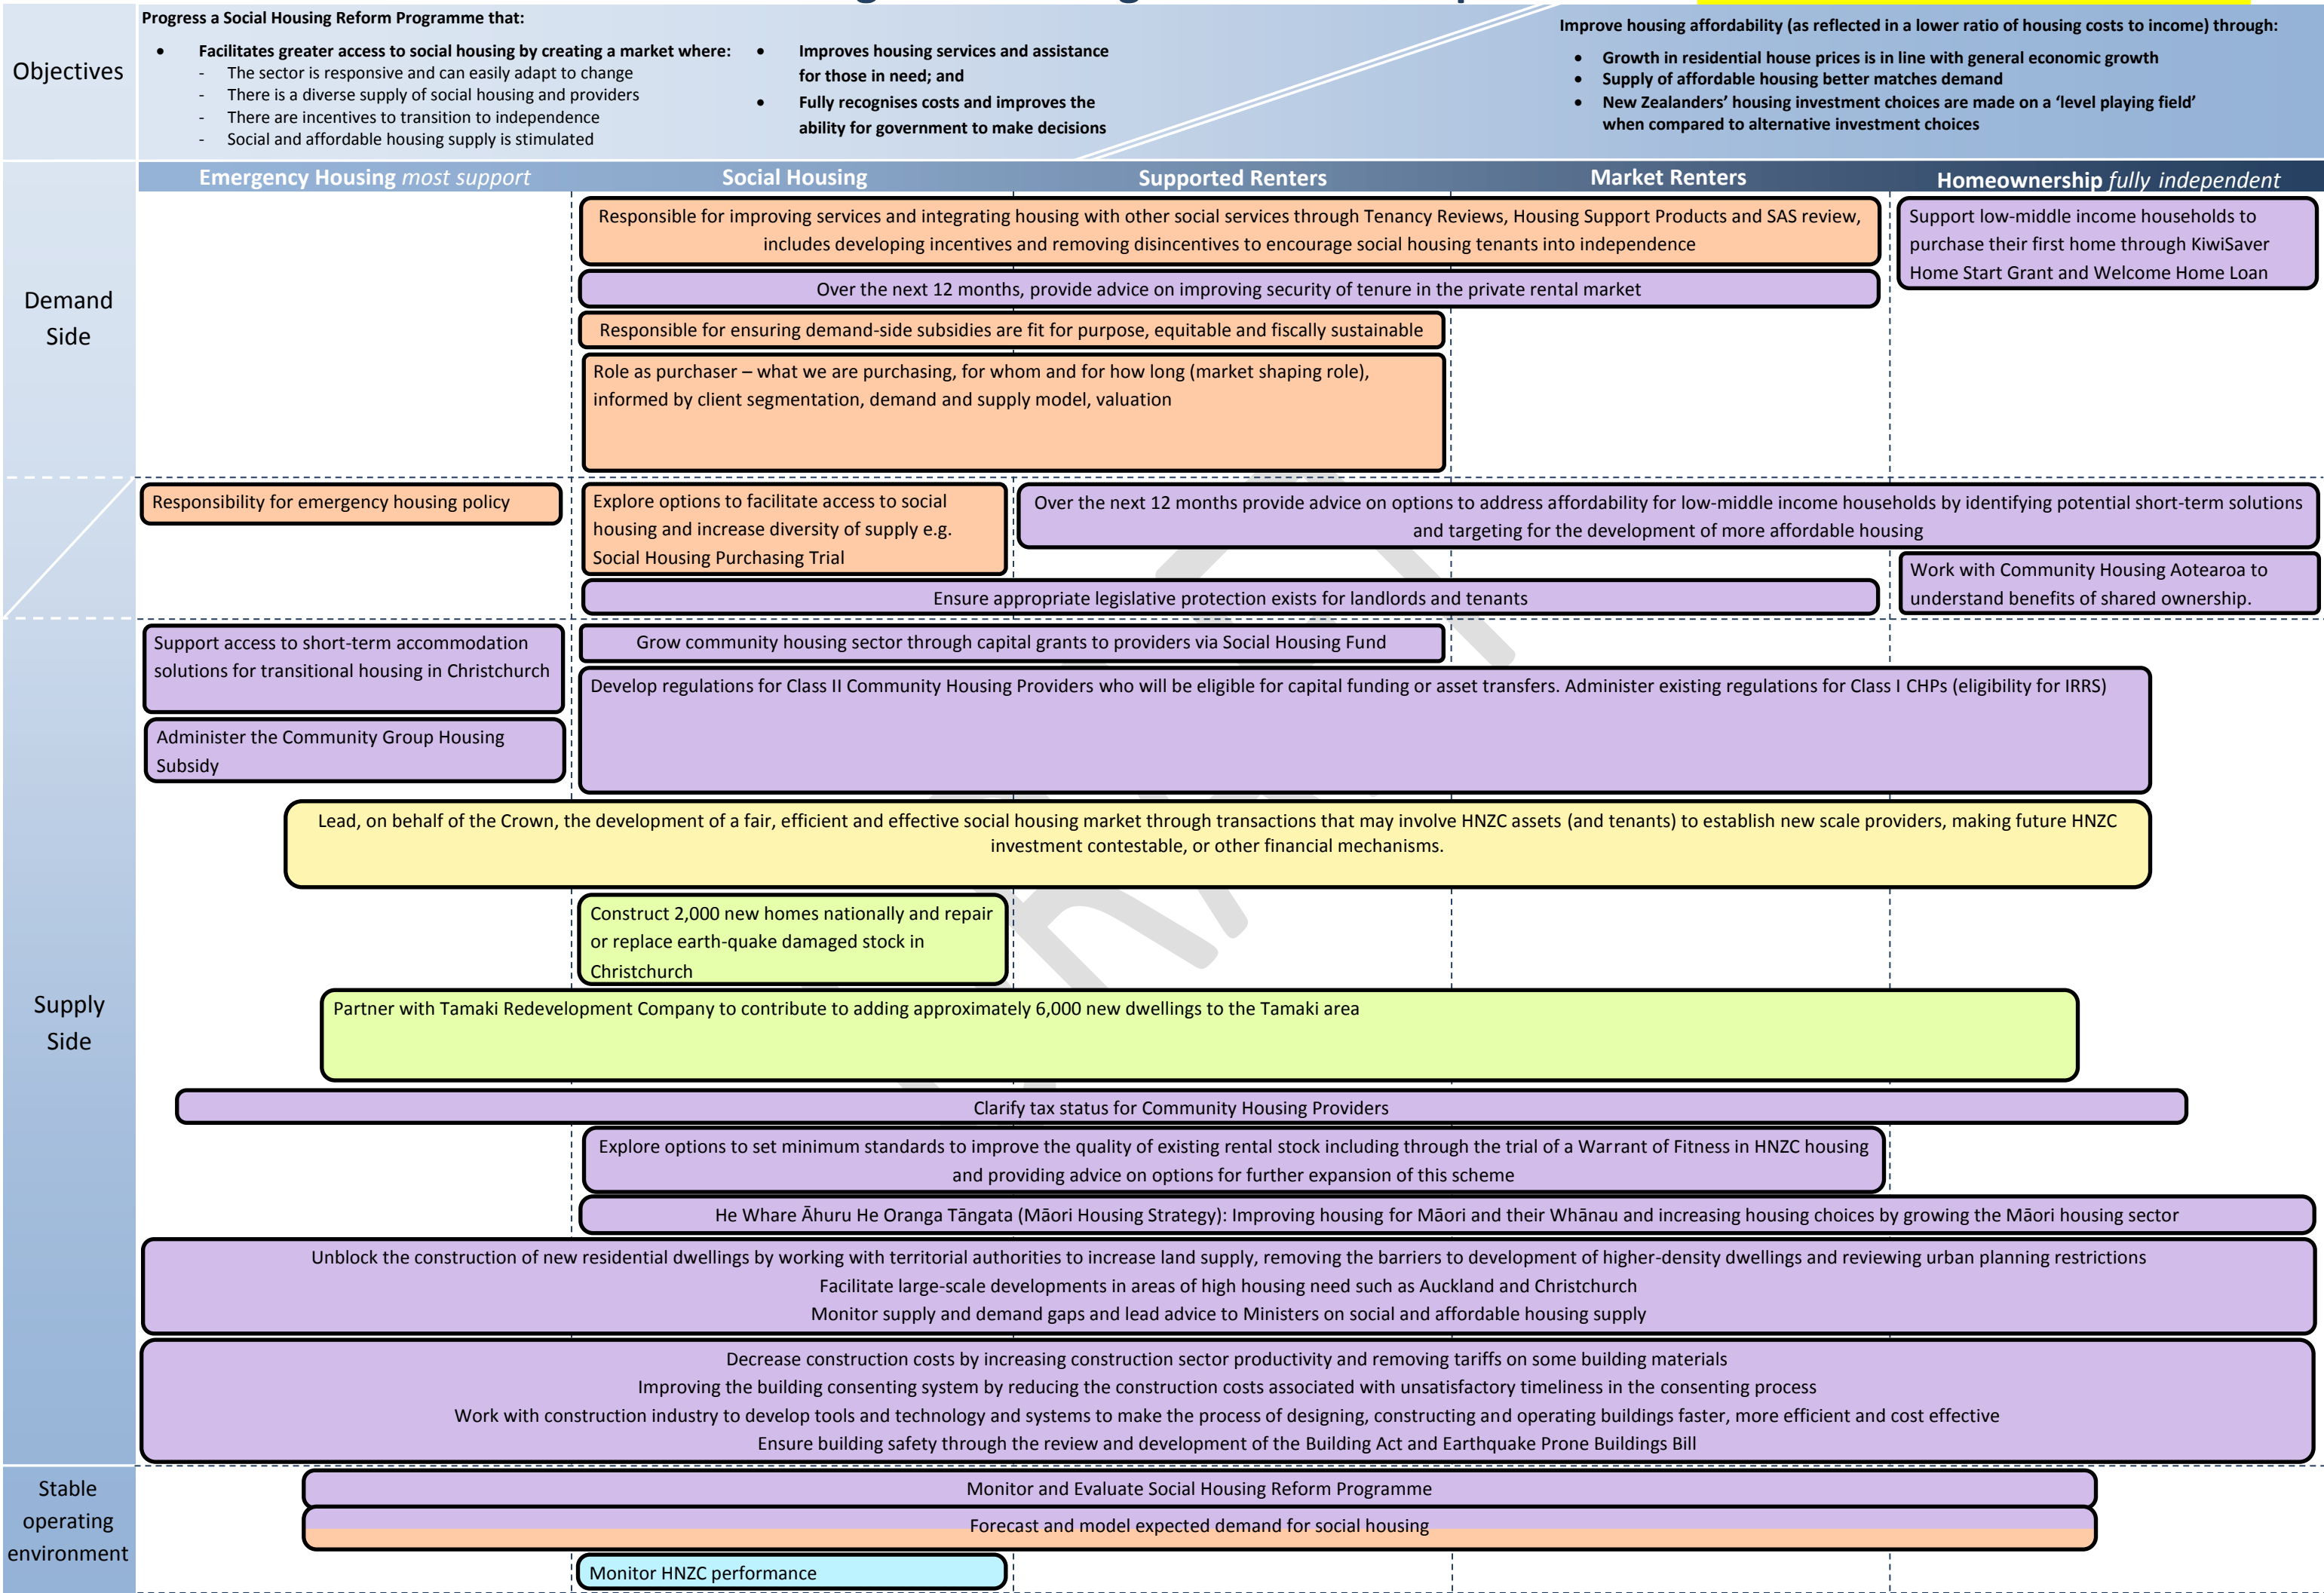 Progress a Social Housing Reform Programme that:
• Facilitates greater access to social housing by creating a market where:
- The sector is responsive and can easily adapt to change
- There is a diverse supply of social housing and providers
- There are incentives to transition to independence
- Social and affordable housing supply is stimulated
• Improves housing services and assistance
for those in need; and
• Fully recognises costs and improves the
ability for government to make decisions
Improve housing affordability (as reflected in a lower ratio of housing costs to income) through:
• Growth in residential house prices is in line with general economic growth
• Supply of affordable housing better matches demand
• New Zealanders’ housing investment choices are made on a ‘level playing field’
when compared to alternative investment choices
Objectives
Emergency Housing most support
Social Housing
Supported Renters
Market Renters
Homeownership fully independent
Demand
Side
Responsible for improving services and integrating housing with other social services through Tenancy Reviews, Housing Support Products and SAS review,
includes developing incentives and removing disincentives to encourage social housing tenants into independence
Support low-middle income households to
purchase their first home through KiwiSaver
Home Start Grant and Welcome Home Loan
Over the next 12 months, provide advice on improving security of tenure in the private rental market
Responsible for ensuring demand-side subsidies are fit for purpose, equitable and fiscally sustainable
Role as purchaser – what we are purchasing, for whom and for how long (market shaping role),
informed by client segmentation, demand and supply model, valuation
Responsibility for emergency housing policy
Explore options to facilitate access to social
housing and increase diversity of supply e.g.
Social Housing Purchasing Trial
Over the next 12 months provide advice on options to address affordability for low-middle income households by identifying potential short-term solutions
and targeting for the development of more affordable housing
Work with Community Housing Aotearoa to
understand benefits of shared ownership.
Ensure appropriate legislative protection exists for landlords and tenants
Supply
Side
Support access to short-term accommodation
solutions for transitional housing in Christchurch
Grow community housing sector through capital grants to providers via Social Housing Fund
Develop regulations for Class II Community Housing Providers who will be eligible for capital funding or asset transfers. Administer existing regulations for Class I CHPs (eligibility for IRRS)
Administer the Community Group Housing
Subsidy
Lead, on behalf of the Crown, the development of a fair, efficient and effective social housing market through transactions that may involve HNZC assets (and tenants) to establish new scale providers, making future HNZC
investment contestable, or other financial mechanisms.
Construct 2,000 new homes nationally and repair
or replace earth-quake damaged stock in
Christchurch
Partner with Tamaki Redevelopment Company to contribute to adding approximately 6,000 new dwellings to the Tamaki area
Clarify tax status for Community Housing Providers
Explore options to set minimum standards to improve the quality of existing rental stock including through the trial of a Warrant of Fitness in HNZC housing
and providing advice on options for further expansion of this scheme
He Whare Āhuru He Oranga Tāngata (Māori Housing Strategy): Improving housing for Māori and their Whānau and increasing housing choices by growing the Māori housing sector
Unblock the construction of new residential dwellings by working with territorial authorities to increase land supply, removing the barriers to development of higher-density dwellings and reviewing urban planning restrictions
Facilitate large-scale developments in areas of high housing need such as Auckland and Christchurch
Monitor supply and demand gaps and lead advice to Ministers on social and affordable housing supply
Decrease construction costs by increasing construction sector productivity and removing tariffs on some building materials
Improving the building consenting system by reducing the construction costs associated with unsatisfactory timeliness in the consenting process
Work with construction industry to develop tools and technology and systems to make the process of designing, constructing and operating buildings faster, more efficient and cost effective
Ensure building safety through the review and development of the Building Act and Earthquake Prone Buildings Bill
Stable
operating
environment
Monitor and Evaluate Social Housing Reform Programme
Forecast and model expected demand for social housing
Monitor HNZC performance